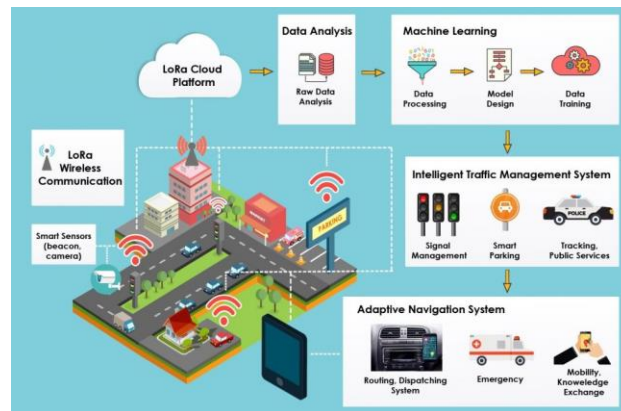 LoRa Cloud
Platform
Data Analysis
Raw Data
Analysis
Machine Learning
Data
Processing
Model
Design
Data
Training
LoRa
Wireless
Communication
Smart Sensors
(beacon,
camera)
PARKING
Intelligent Traffic Management System
Signal
Management
Smart
Parking
POLICE
Tracking,
Public Services
Adaptive Navigation System
Routing, Dispatching
System
Emergency
Mobility,
Knowledge
Exchange